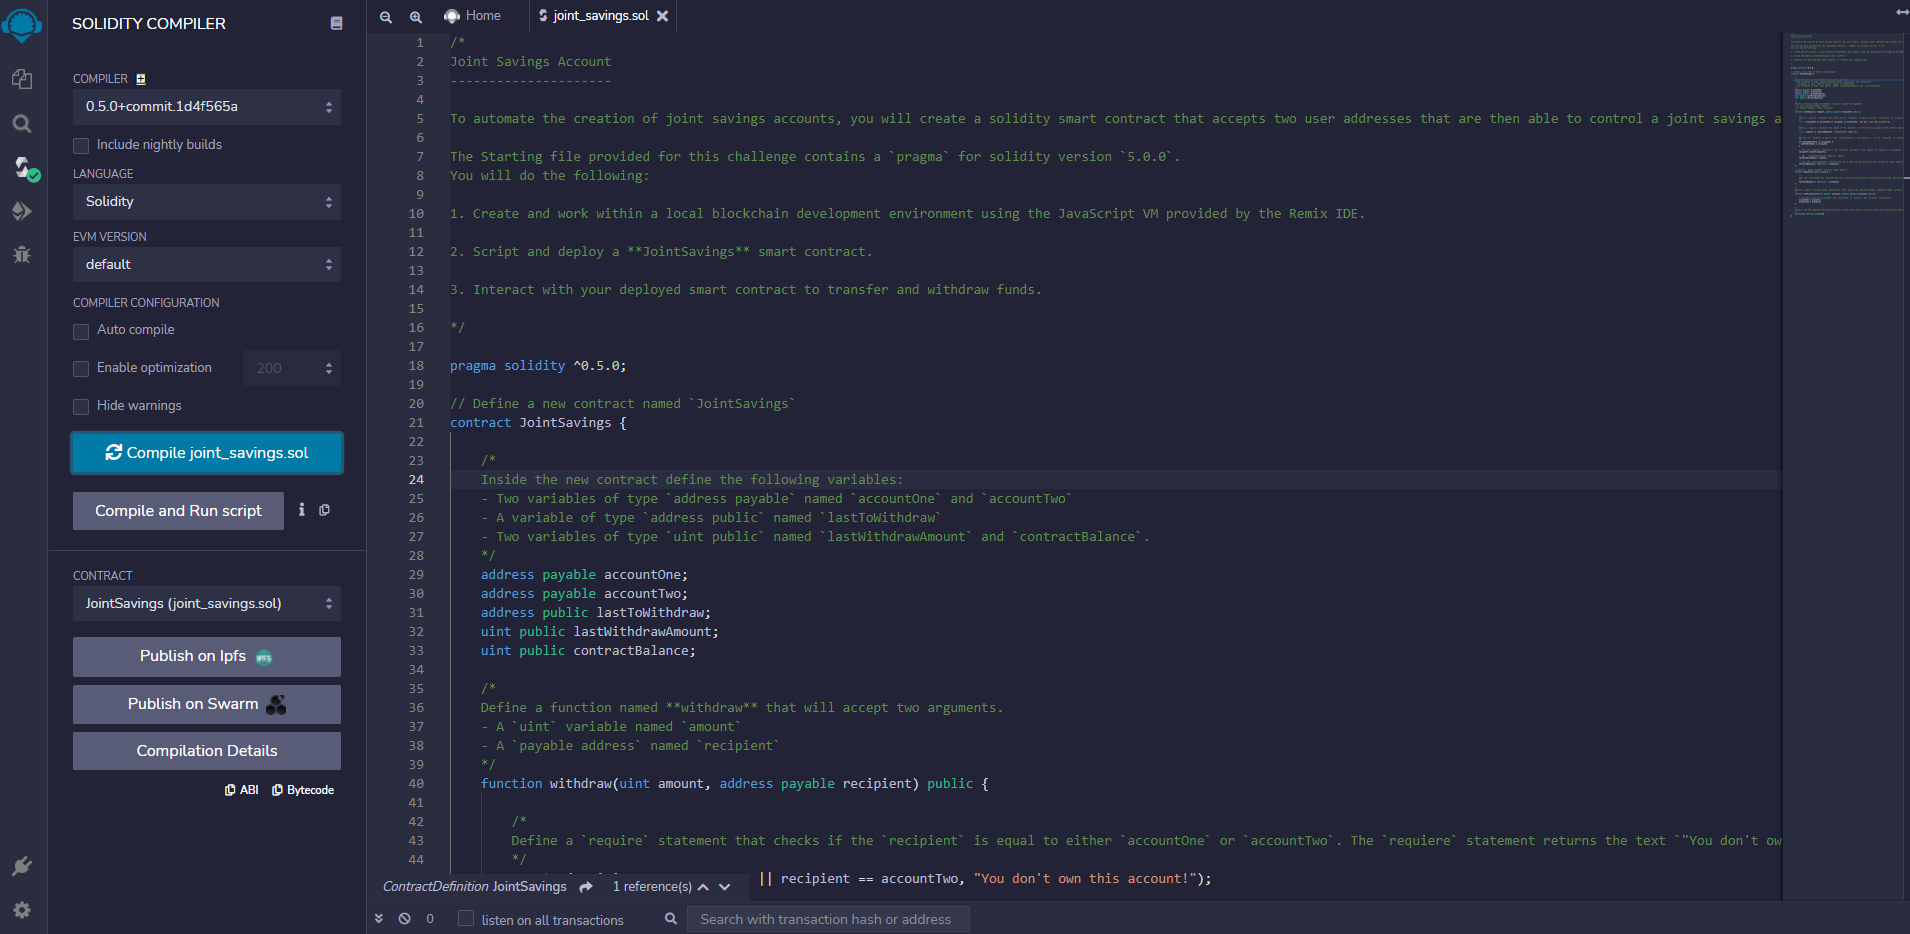 SOLIDITY COMPILER
COMPILER
0.5.0+commit.1d4f565a
Include nightly builds
LANGUAGE
Solidity
EVM VERSION
default
COMPILER CONFIGURATION
Auto compile
Enable optimization
200
Hide warnings
Compile joint_savings.sol
Compile and Run script
CONTRACT
JointSavings (joint_savings.sol)
Publish on Ipfs
IPFS
Publish on Swarm
Compilation Details
ABI Bytecode
Home joint_savings.sol
1 /*
2 Joint Savings Account
3 ---------------------
4
5 To automate the creation of joint savings accounts, you will create a solidity smart contract that accepts two user addresses that are then able to control a joint savings a
6
7 The Starting file provided for this challenge contains a `pragma` for solidity version `5.0.0`.
8 You will do the following:
9
10 1. Create and work within a local blockchain development environment using the JavaScript VM provided by the Remix IDE.
11
12 2. Script and deploy a **JointSavings** smart contract.
13
14 3. Interact with your deployed smart contract to transfer and withdraw funds.
15
16 */
17
18 pragma solidity ^0.5.0;
19
20 // Define a new contract named `JointSavings`
21 contract JointSavings {
22
23 /*
24 Inside the new contract define the following variables:
25 - Two variables of type `address payable` named `accountOne` and `accountTwo`
26 - A variable of type `address public` named `lastToWithdraw`
27 - Two variables of type `uint public` named `lastWithdrawAmount` and `contractBalance`.
28 */
29 address payable accountOne;
30 address payable accountTwo;
31 address public lastToWithdraw;
32 uint public lastWithdrawAmount;
33 uint public contractBalance;
34
35 /*
36 Define a function named **withdraw** that will accept two arguments.
37 - A `uint` variable named `amount`
38 - A `payable address` named `recipient`
39 */
40 function withdraw(uint amount, address payable recipient) public {
41
42 /*
43 Define a `require` statement that checks if the `recipient` is equal to either `accountOne` or `accountTwo`. The `requiere` statement returns the text `"You don't ow
44 */
|| recipient == accountTwo, "You don't own this account!");
ContractDefinition JointSavings 1 reference(s)
0 listen on all transactions Search with transaction hash or address